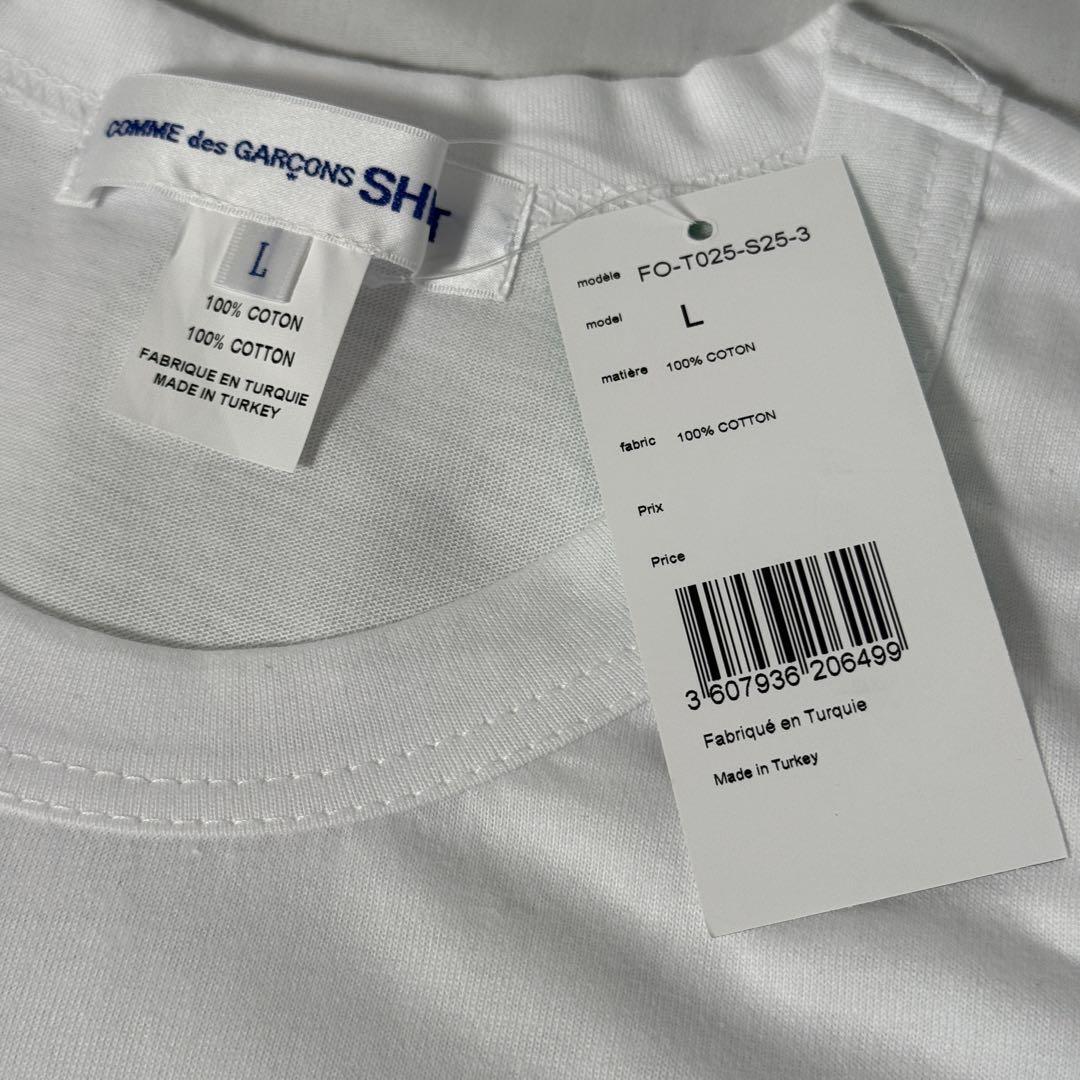 COMME des GARÇONS SHIRT
L
100% COTON
100% COTTON
FABRIQUE EN TURQUIE
MADE IN TURKEY
modèle FO-TO25-S25-3
model L
matière 100% COTON
fabric 100% COTTON
Prix
Price
3 607936 206499
Fabriqué en Turquie
Made in Turkey